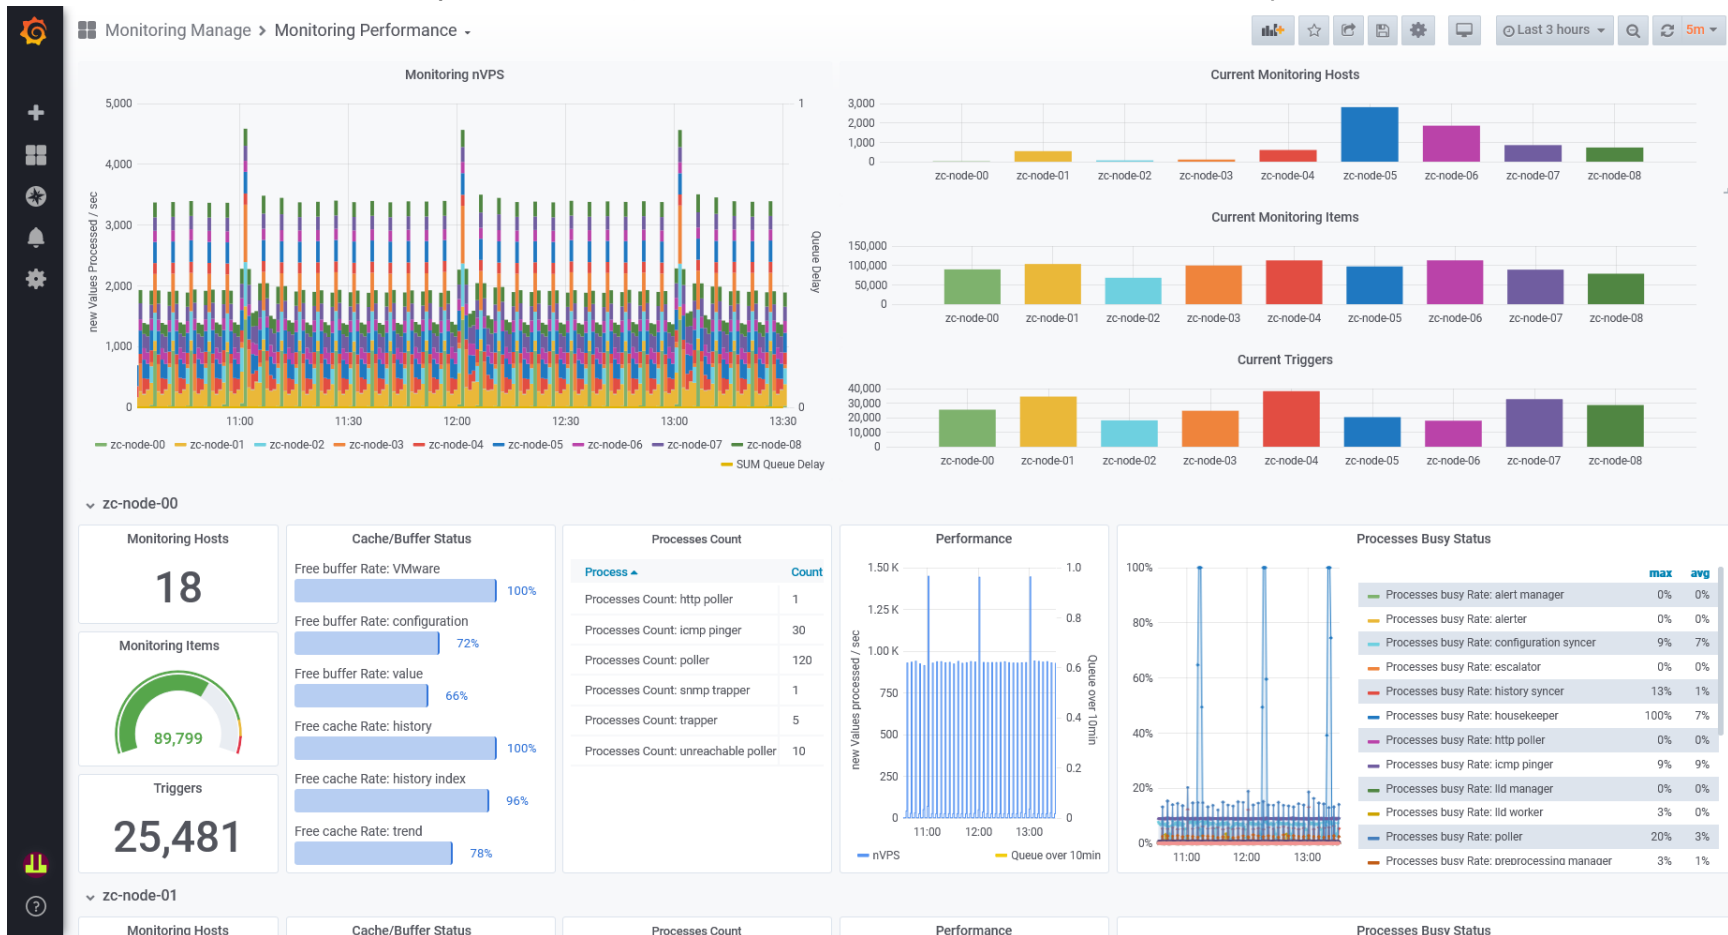 Monitoring Manage > Monitoring Performance
Last 3 hours
5m
Monitoring nVPS
5,000
4,000
3,000
2,000
1,000
0
new Values Processed / sec
1
0
Queue Delay
11:00 11:30 12:00 12:30 13:00 13:30
zc-node-00 zc-node-01 zc-node-02 zc-node-03 zc-node-04 zc-node-05 zc-node-06 zc-node-07 zc-node-08
SUM Queue Delay
Current Monitoring Hosts
3,000
2,000
1,000
0
zc-node-00 zc-node-01 zc-node-02 zc-node-03 zc-node-04 zc-node-05 zc-node-06 zc-node-07 zc-node-08
Current Monitoring Items
150,000
100,000
50,000
0
zc-node-00 zc-node-01 zc-node-02 zc-node-03 zc-node-04 zc-node-05 zc-node-06 zc-node-07 zc-node-08
Current Triggers
40,000
30,000
20,000
10,000
0
zc-node-00 zc-node-01 zc-node-02 zc-node-03 zc-node-04 zc-node-05 zc-node-06 zc-node-07 zc-node-08
zc-node-00
Monitoring Hosts
18
Monitoring Items
89,799
Triggers
25,481
Cache/Buffer Status
Free buffer Rate: VMware
100%
Free buffer Rate: configuration
72%
Free buffer Rate: value
66%
Free cache Rate: history
100%
Free cache Rate: history index
96%
Free cache Rate: trend
78%
Processes Count
Process Count
Processes Count: http poller 1
Processes Count: icmp pinger 30
Processes Count: poller 120
Processes Count: snmp trapper 1
Processes Count: trapper 5
Processes Count: unreachable poller 10
Performance
1.50 K
1.25 K
1.00 K
750
500
250
0
new Values processed / sec
1.0
0.8
0.6
0.4
0.2
0
Queue over 10min
11:00 12:00 13:00
nVPS Queue over 10min
Processes Busy Status
100%
80%
60%
40%
20%
0%
11:00 12:00 13:00
max avg
Processes busy Rate: alert manager 0% 0%
Processes busy Rate: alerter 0% 0%
Processes busy Rate: configuration syncer 9% 7%
Processes busy Rate: escalator 0% 0%
Processes busy Rate: history syncer 13% 1%
Processes busy Rate: housekeeper 100% 7%
Processes busy Rate: http poller 0% 0%
Processes busy Rate: icmp pinger 9% 9%
Processes busy Rate: lld manager 0% 0%
Processes busy Rate: lld worker 3% 0%
Processes busy Rate: poller 20% 3%
Processes busy Rate: preprocessing manager 3% 1%
zc-node-01
Monitoring Hosts
Cache/Buffer Status
Processes Count
Performance
Processes Busy Status